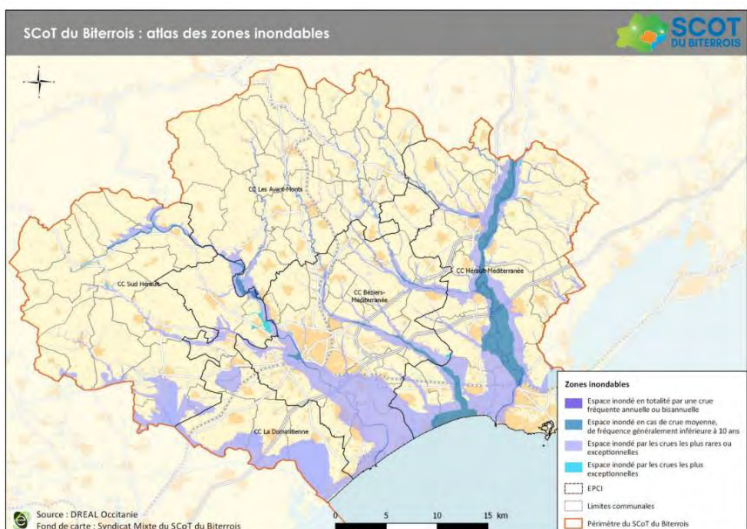 SCoT du Biterrois : atlas des zones inondables
SCOT
DU BITERROIS
CC Les Avant-Monts
CC Hérault-Méditerranée
CC Sud Hérault
CC Béziers-
Méditerranée
CC La Domitienne
Zones inondables
Espace inondé en totalité par une crue
fréquente annuelle ou bisannuelle
Espace inondé en cas de crue moyenne,
de fréquence généralement inférieure à 10 ans
Espace inondé par les crues les plus rares ou
exceptionnelles
Espace inondé par les crues les plus
exceptionnelles
EPCI
Limites communales
Périmètre du SCoT du Biterrois
Source : DREAL Occitanie
Fond de carte : Syndicat Mixte du SCoT du Biterrois
0 5 10 15 km